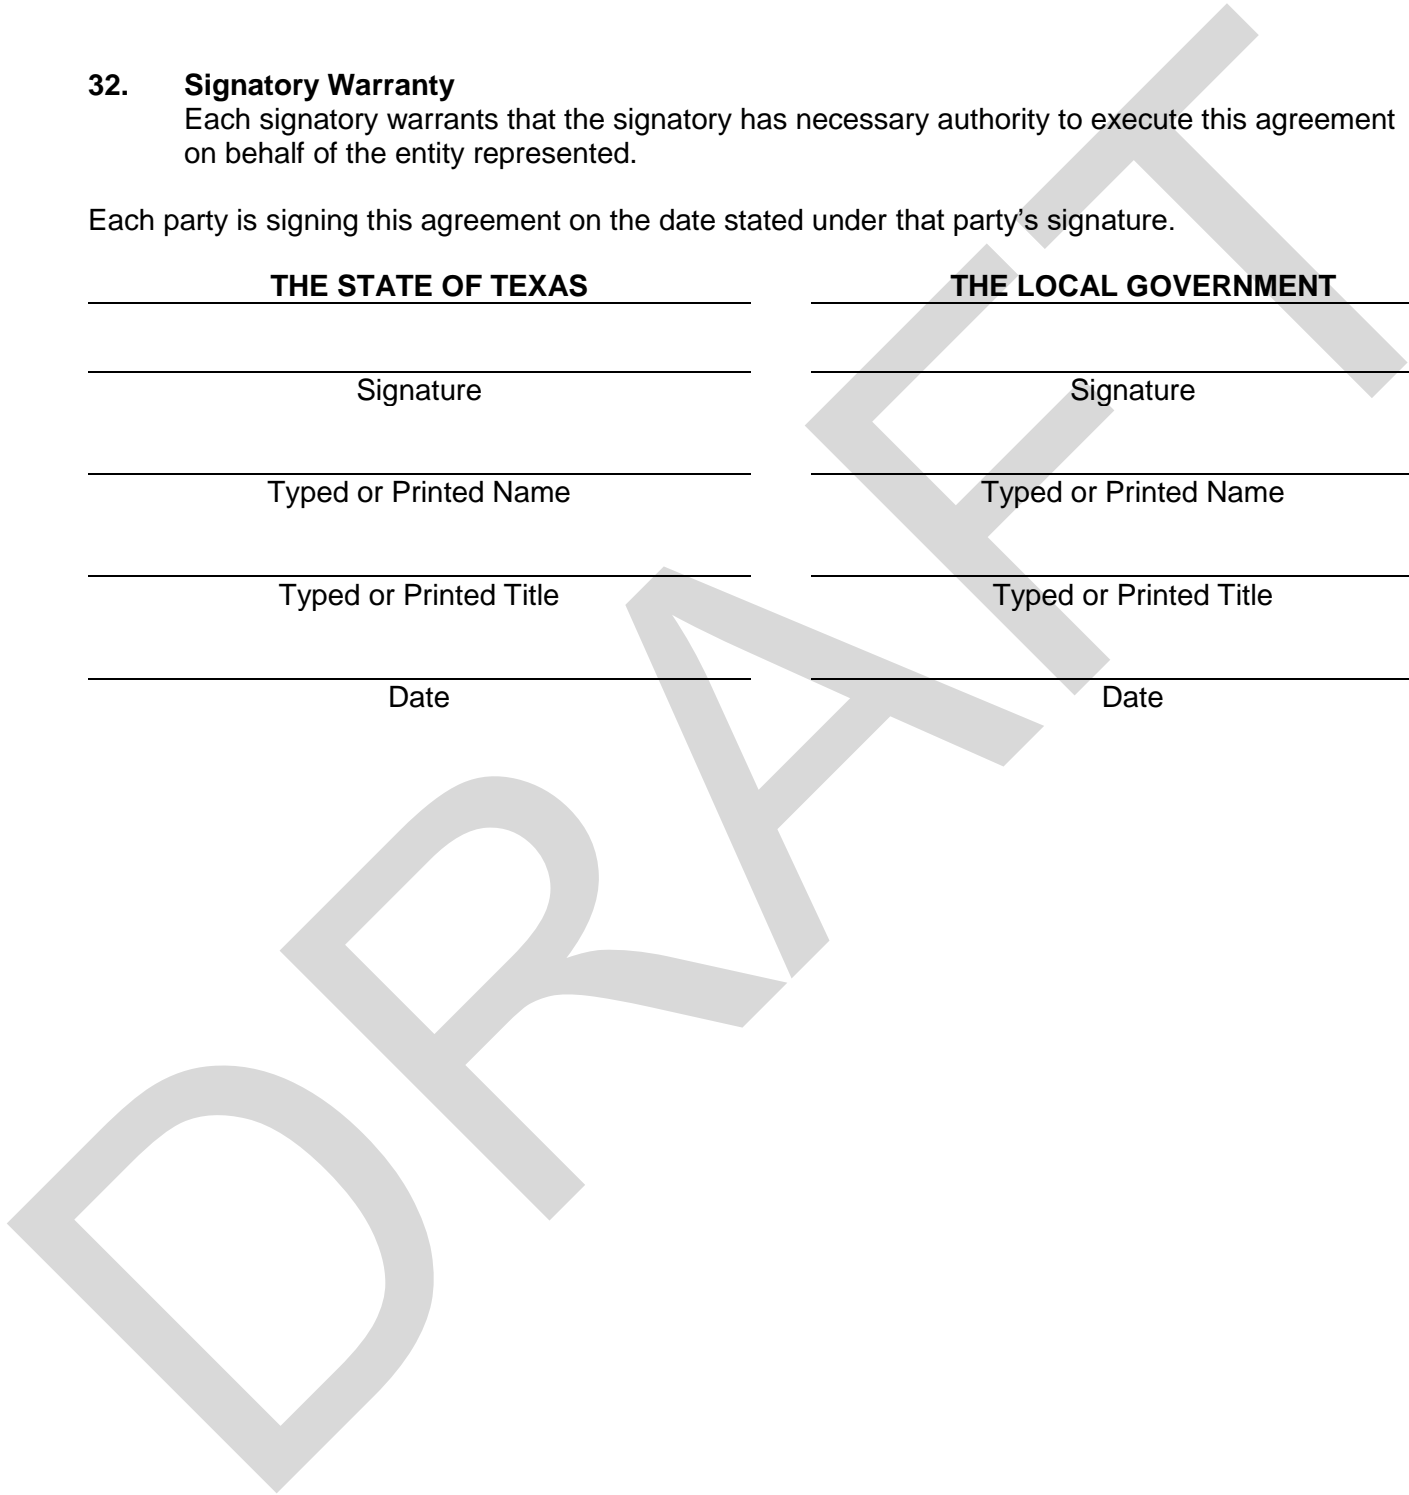 32. Signatory Warranty
Each signatory warrants that the signatory has necessary authority to execute this agreement
on behalf of the entity represented.
Each party is signing this agreement on the date stated under that party's signature.
THE STATE OF TEXAS
Signature
Typed or Printed Name
Typed or Printed Title
Date
THE LOCAL GOVERNMENT
Signature
Typed or Printed Name
Typed or Printed Title
Date
DRAFT